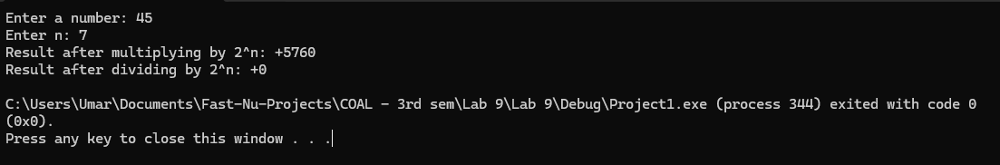 Enter a number: 45
Enter n: 7
Result after multiplying by 2^n: +5760
Result after dividing by 2^n: +0
C:\Users\Umar\Documents\Fast-Nu-Projects\COAL - 3rd sem\Lab 9\Lab 9\Debug\Project1.exe (process 344) exited with code 0
(0x0).
Press any key to close this window . . .